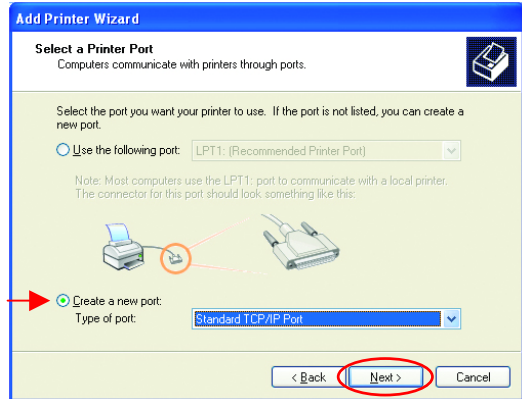 Add Printer Wizard
Select a Printer Port
Computers communicate with printers through ports.
Select the port you want your printer to use. If the port is not listed, you can create a
new port.
Use the following port: LPT1: (Recommended Printer Port)
Note: Most computers use the LPT1: port to communicate with a local printer.
The connector for this port should look something like this:
Create a new port:
Type of port: Standard TCP/IP Port
< Back Next > Cancel